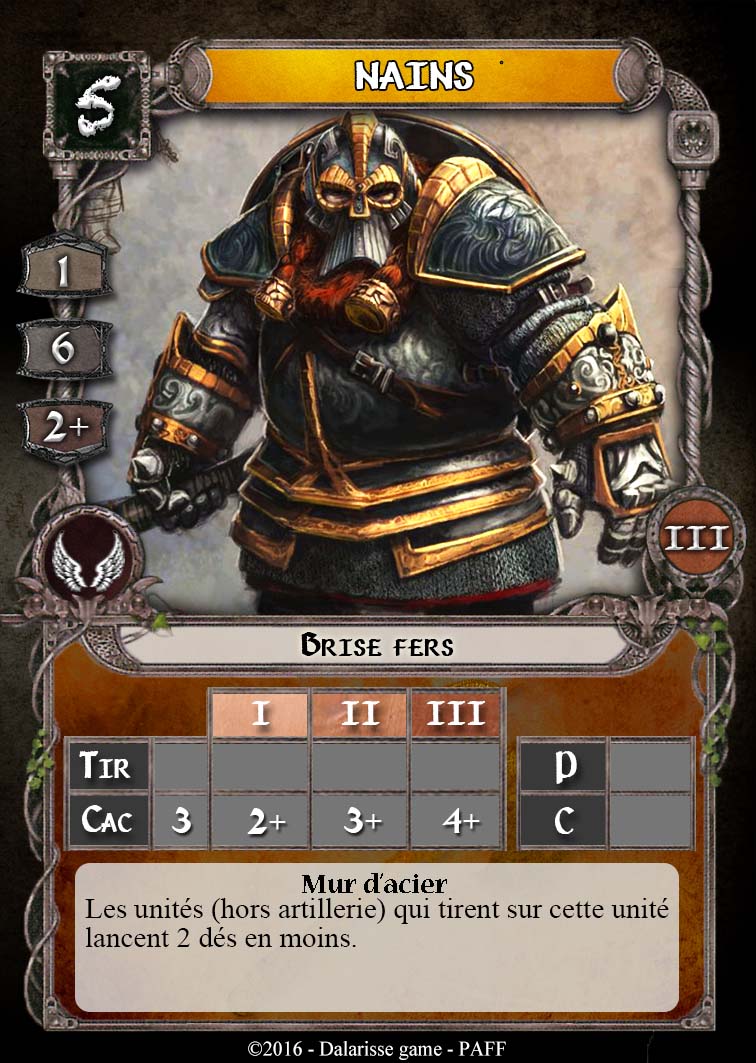 NAINS
5
1
6
2+
III
BRISE FERS
I II III
TIR
D
CAC 3 2+ 3+ 4+
C
Mur d'acier
Les unités (hors artillerie) qui tirent sur cette unité
lancent 2 dés en moins.
©2016 - Dalarisse game - PAFF